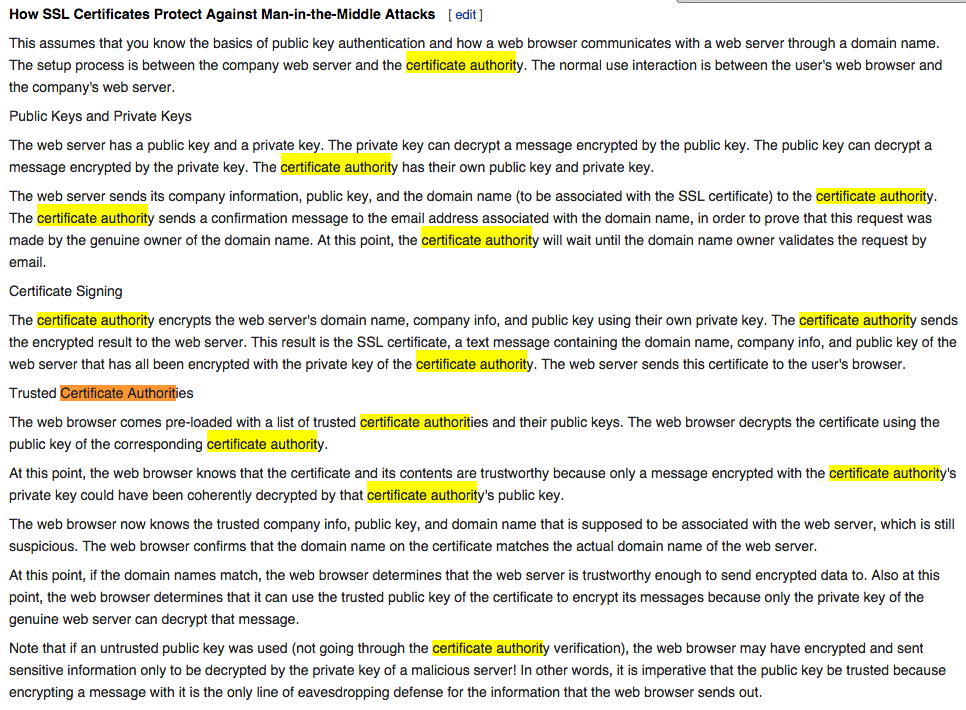 How SSL Certificates Protect Against Man-in-the-Middle Attacks [ edit ]
This assumes that you know the basics of public key authentication and how a web browser communicates with a web server through a domain name.
The setup process is between the company web server and the certificate authority. The normal use interaction is between the user's web browser and
the company's web server.
Public Keys and Private Keys
The web server has a public key and a private key. The private key can decrypt a message encrypted by the public key. The public key can decrypt a
message encrypted by the private key. The certificate authority has their own public key and private key.
The web server sends its company information, public key, and the domain name (to be associated with the SSL certificate) to the certificate authority.
The certificate authority sends a confirmation message to the email address associated with the domain name, in order to prove that this request was
made by the genuine owner of the domain name. At this point, the certificate authority will wait until the domain name owner validates the request by
email.
Certificate Signing
The certificate authority encrypts the web server's domain name, company info, and public key using their own private key. The certificate authority sends
the encrypted result to the web server. This result is the SSL certificate, a text message containing the domain name, company info, and public key of the
web server that has all been encrypted with the private key of the certificate authority. The web server sends this certificate to the user's browser.
Trusted Certificate Authorities
The web browser comes pre-loaded with a list of trusted certificate authorities and their public keys. The web browser decrypts the certificate using the
public key of the corresponding certificate authority.
At this point, the web browser knows that the certificate and its contents are trustworthy because only a message encrypted with the certificate authority's
private key could have been coherently decrypted by that certificate authority's public key.
The web browser now knows the trusted company info, public key, and domain name that is supposed to be associated with the web server, which is still
suspicious. The web browser confirms that the domain name on the certificate matches the actual domain name of the web server.
At this point, if the domain names match, the web browser determines that the web server is trustworthy enough to send encrypted data to. Also at this
point, the web browser determines that it can use the trusted public key of the certificate to encrypt its messages because only the private key of the
genuine web server can decrypt that message.
Note that if an untrusted public key was used (not going through the certificate authority verification), the web browser may have encrypted and sent
sensitive information only to be decrypted by the private key of a malicious server! In other words, it is imperative that the public key be trusted because
encrypting a message with it is the only line of eavesdropping defense for the information that the web browser sends out.